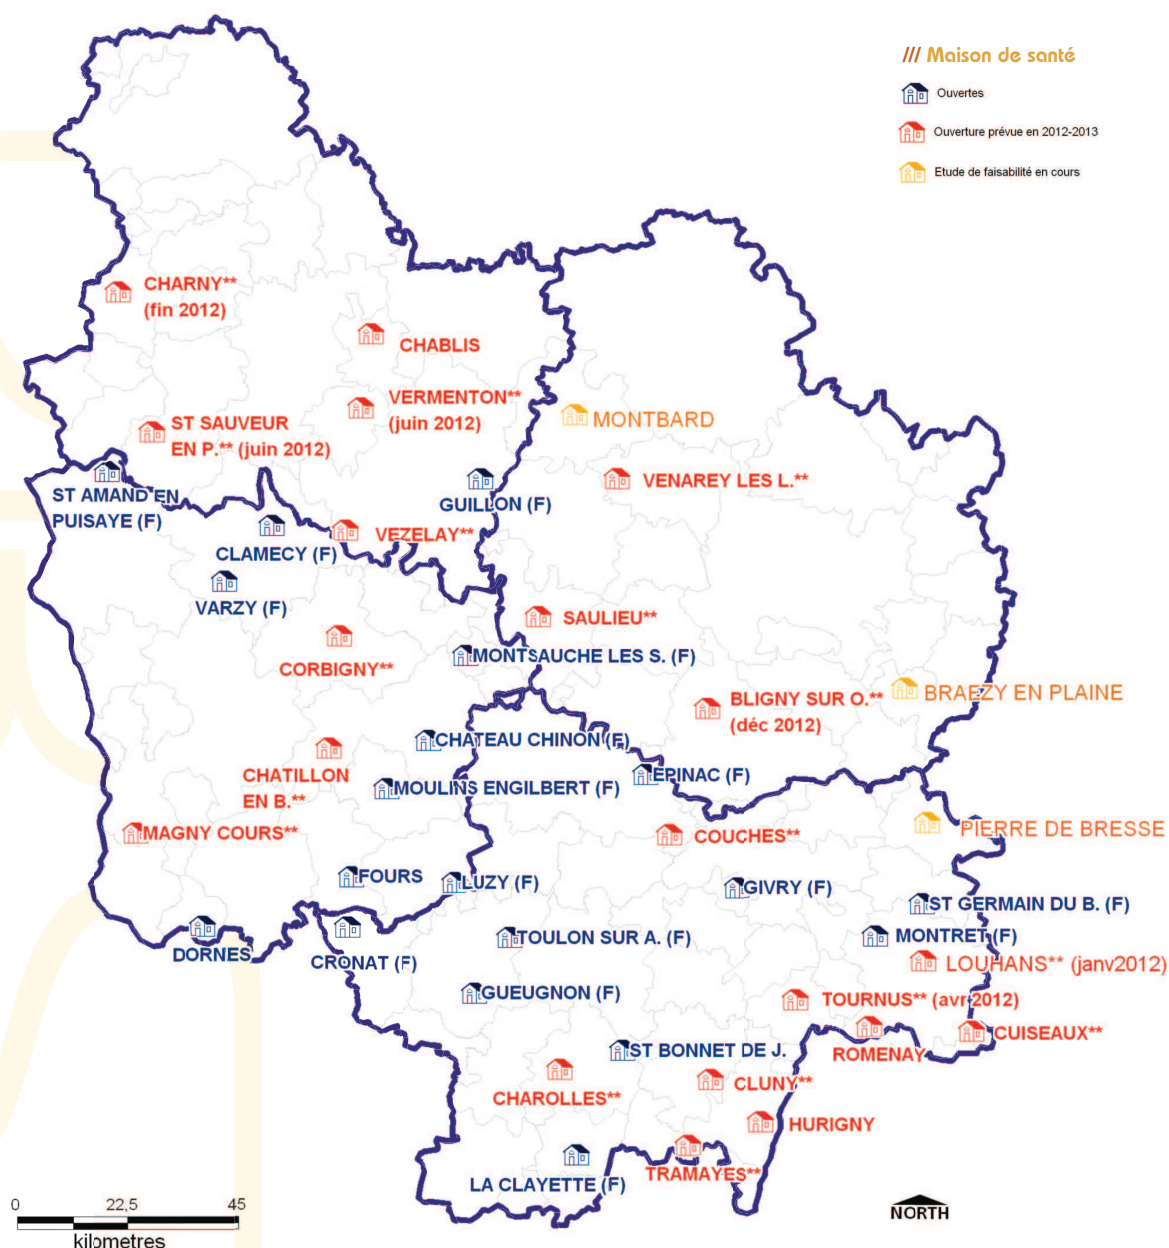 /// Maison de santé
Ouvertes
Ouverture prévue en 2012-2013
Etude de faisabilité en cours
CHARNY**
(fin 2012)
CHABLIS
VERMENTON**
(juin 2012)
MONTBARD
ST SAUVEUR
EN P.** (juin 2012)
VENAREY LES L.**
ST AMAND EN
PUISAYE (F)
GUILLON (F)
CLAMECY (F)
VEZELAY**
VARZY (F)
SAULIEU**
CORBIGNY**
MONTSAUCHE LES S. (F)
BLIGNY SUR O.**
(déc 2012)
BRAEZY EN PLAINE
CHATEAU CHINON (F)
CHATILLON
EN B.**
MOULINS ENGILBERT (F)
EPINAC (F)
MAGNY COURS**
COUCHES**
PIERRE DE BRESSE
FOURS
LUZY (F)
GIVRY (F)
ST GERMAIN DU B. (F)
DORNES
CRONAT (F)
TOULON SUR A. (F)
MONTRET (F)
LOUHANS** (janv2012)
GUEUGNON (F)
TOURNUS** (avr 2012)
CUISEAUX**
ROMENAY
ST BONNET DE J.
CHAROLLES**
CLUNY**
HURIGNY
TRAMAYES**
LA CLAYETTE (F)
0 22,5 45
kilometres
NORTH